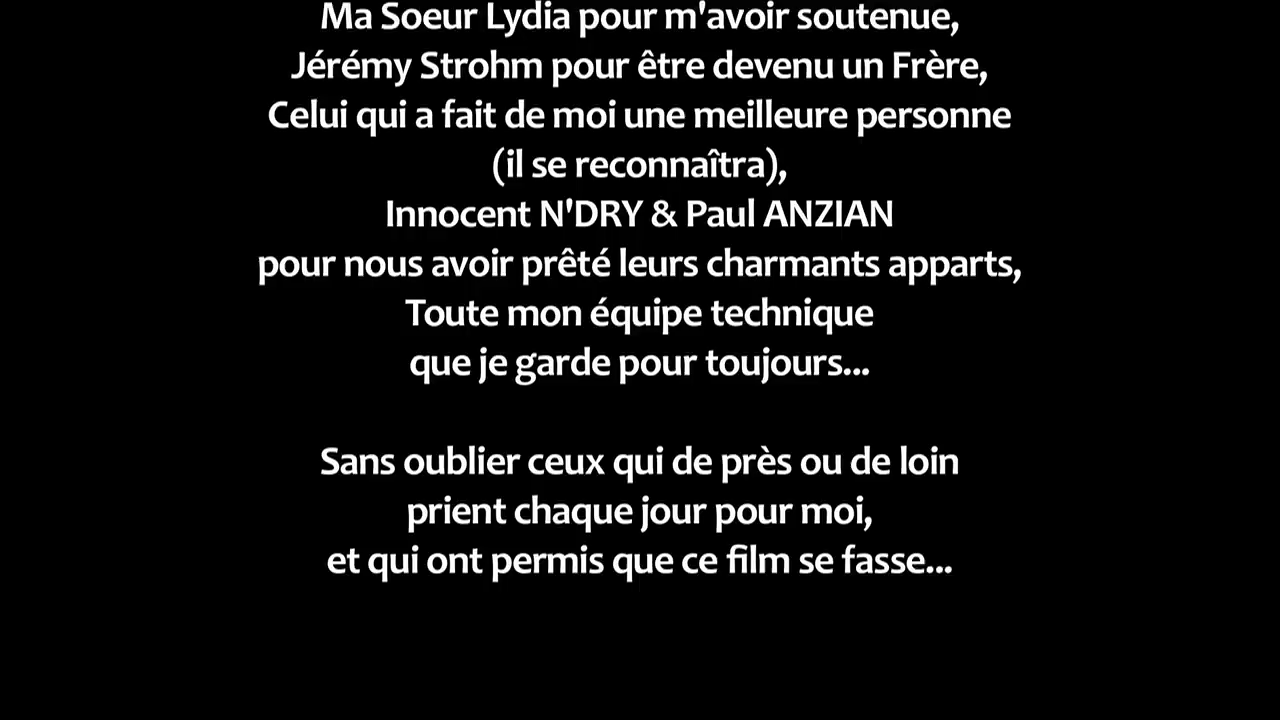 Ma Soeur Lydia pour m'avoir soutenue,
Jérémy Strohm pour être devenu un Frère,
Celui qui a fait de moi une meilleure personne
(il se reconnaîtra),
Innocent N'DRY & Paul ANZIAN
pour nous avoir prêté leurs charmants apparts,
Toute mon équipe technique
que je garde pour toujours...
Sans oublier ceux qui de près ou de loin
prient chaque jour pour moi,
et qui ont permis que ce film se fasse...